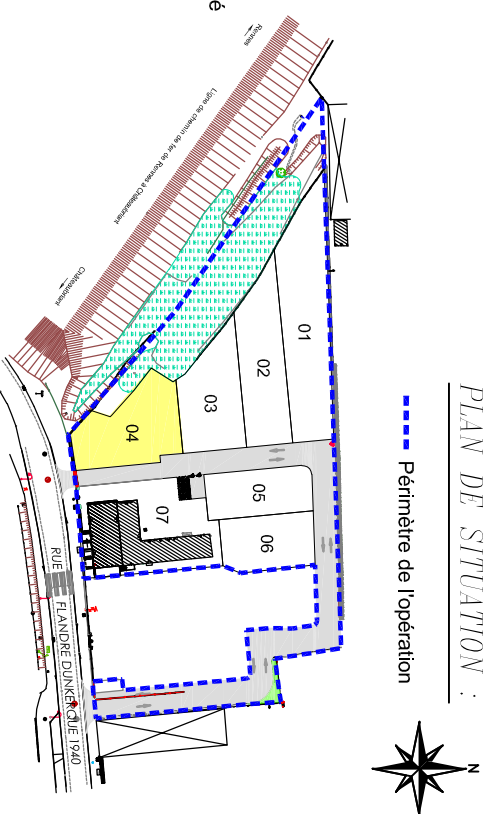 PLAN DE SITUATION :
Périmètre de l'opération
N
é
Rennes
Ligne de chemin de fer de Rennes à Châteaubriant
Châteaubriant
01
02
03
04
05
06
07
RUE FLANDRE DUNKERQUE 1940